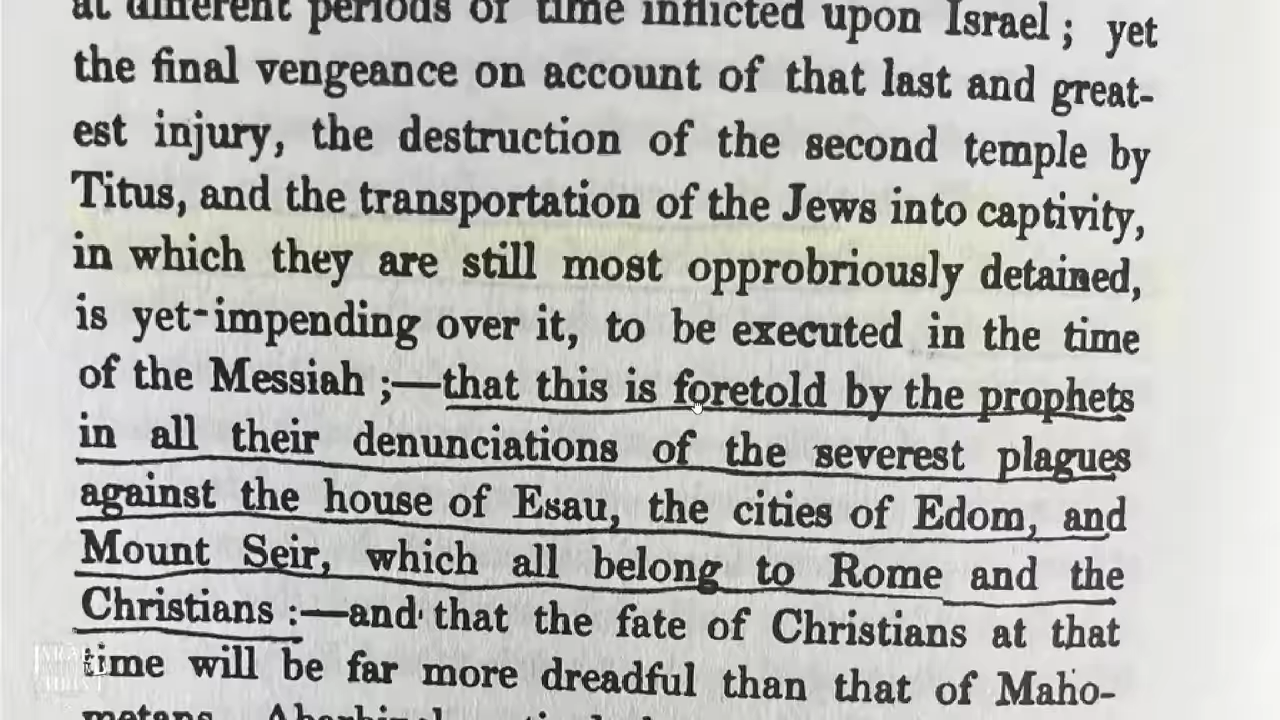 at different periods of time inflicted upon Israel ; yet
the final vengeance on account of that last and great-
est injury, the destruction of the second temple by
Titus, and the transportation of the Jews into captivity,
in which they are still most opprobriously detained,
is yet-impending over it, to be executed in the time
of the Messiah ;—that this is foretold by the prophets
in all their denunciations of the severest plagues
against the house of Esau, the cities of Edom, and
Mount Seir, which all belong to Rome and the
Christians :—and that the fate of Christians at that
time will be far more dreadful than that of Maho-
metans